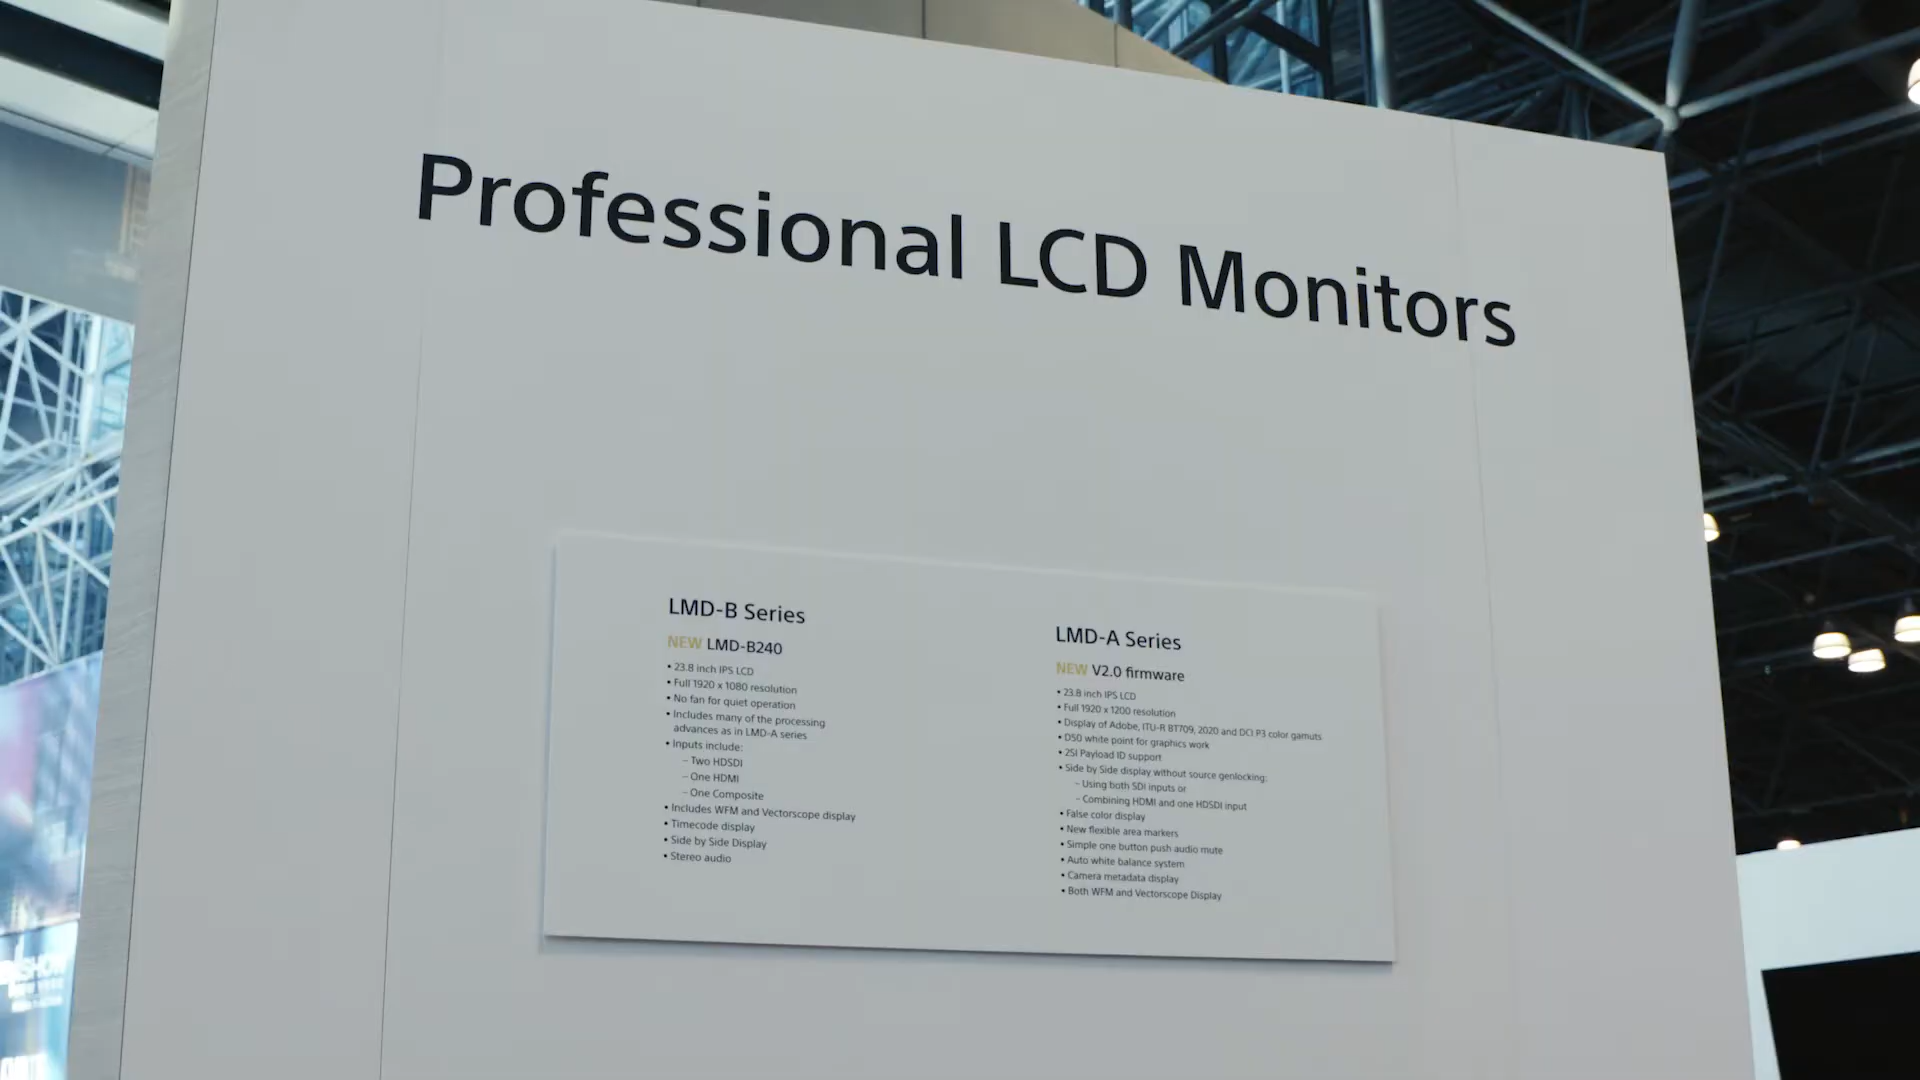 Professional LCD Monitors
LMD-B Series
NEW LMD-B240
• 23.8 inch IPS LCD
• Full 1920 x 1080 resolution
• No fan for quiet operation
• Includes many of the processing
advances as in LMD-A series
• Inputs include:
– Two HDSDI
– One HDMI
– One Composite
• Includes WFM and Vectorscope display
• Timecode display
• Side by Side Display
• Stereo audio
LMD-A Series
NEW V2.0 firmware
• 23.8 inch IPS LCD
• Full 1920 x 1200 resolution
• Display of Adobe, ITU-R BT709, 2020 and DCI P3 color gamuts
• D50 white point for graphics work
• 2SI Payload ID support
• Side by Side display without source genlocking:
– Using both SDI inputs or
– Combining HDMI and one HDSDI input
• False color display
• New flexible area markers
• Simple one button push audio mute
• Auto white balance system
• Camera metadata display
• Both WFM and Vectorscope Display